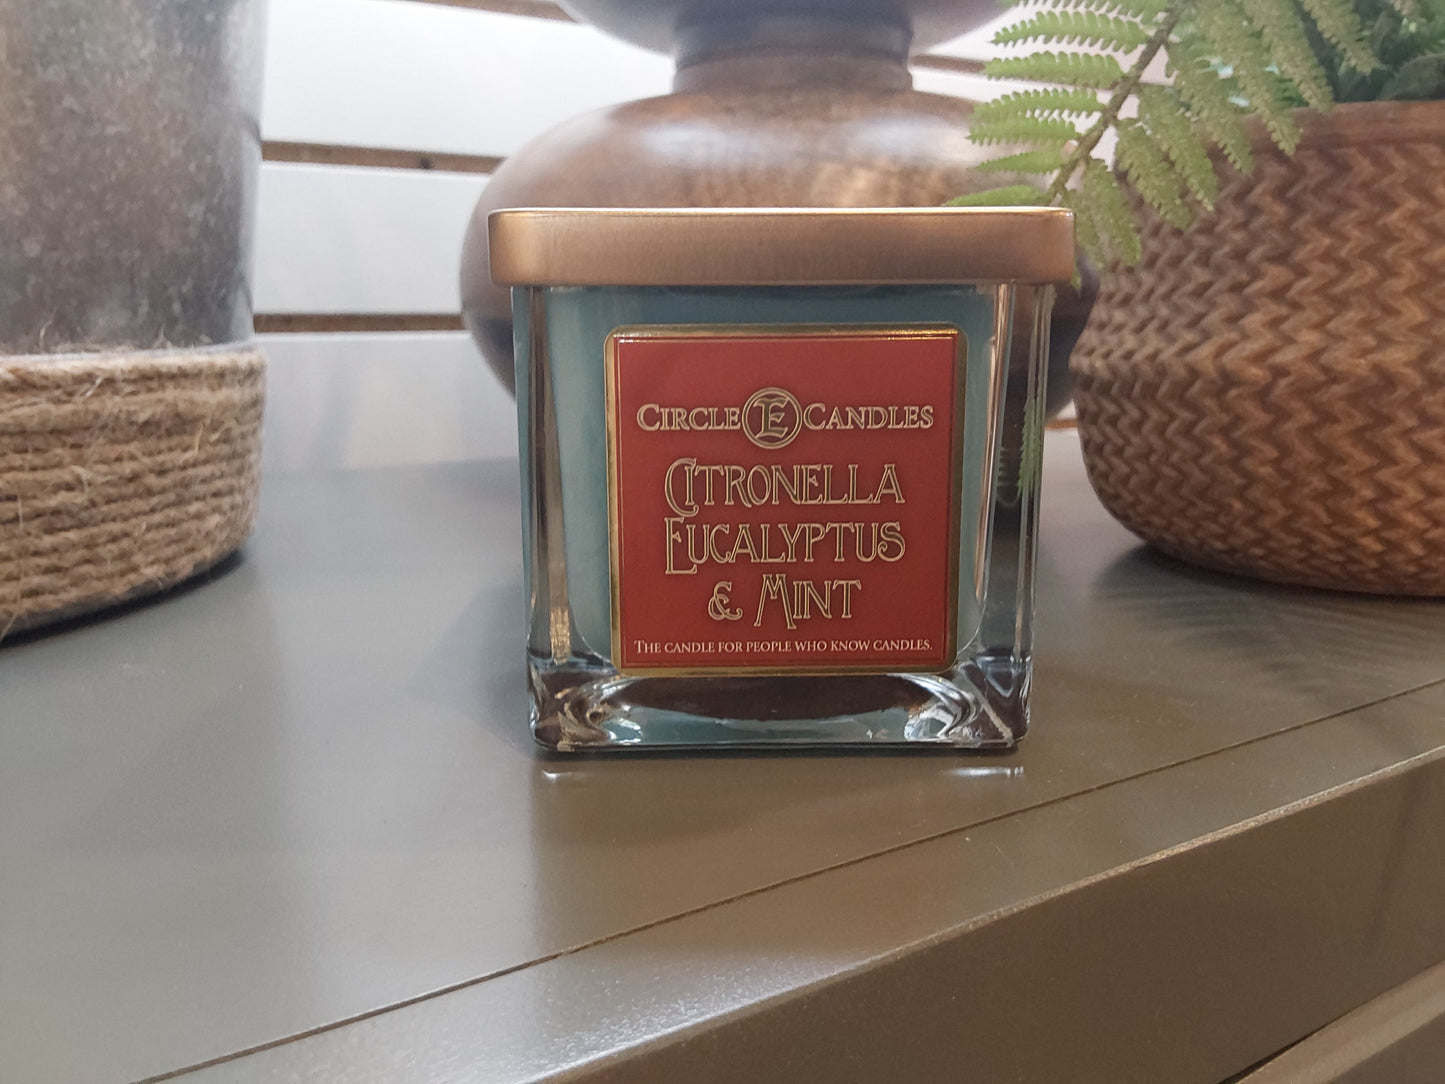 CIRCLE E CANDLES
CITRONELLA
EUCALYPTUS
& MINT
THE CANDLE FOR PEOPLE WHO KNOW CANDLES.